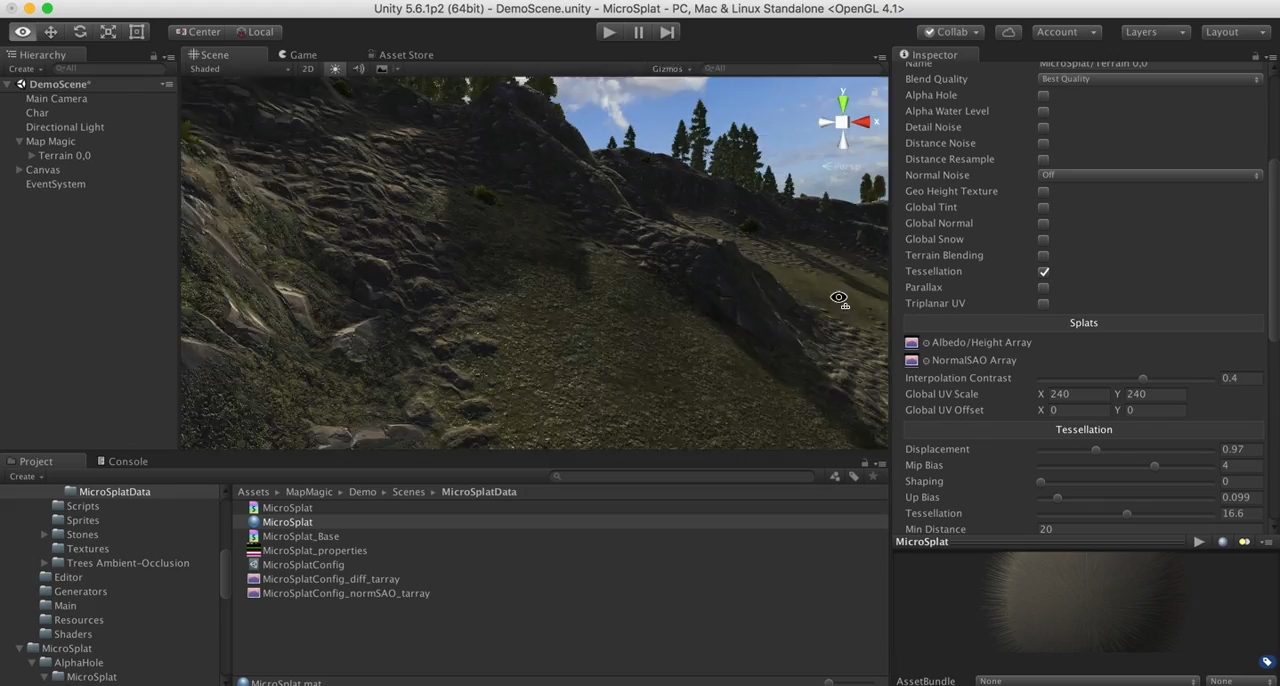 Unity 5.6.1p2 (64bit) - DemoScene.unity - MicroSplat - PC, Mac & Linux Standalone <OpenGL 4.1>
Center Local Collab Account Layers Layout
Hierarchy
Create All
DemoScene*
Main Camera
Char
Directional Light
Map Magic
Terrain 0,0
Canvas
EventSystem
Scene Game Asset Store
Shaded 2D Gizmos All
y
x
Persp
Inspector
Name MicroSplat/Terrain 0,0
Blend Quality Best Quality
Alpha Hole
Alpha Water Level
Detail Noise
Distance Noise
Distance Resample
Normal Noise Off
Geo Height Texture
Global Tint
Global Normal
Global Snow
Terrain Blending
Tessellation
Parallax
Triplanar UV
Splats
Albedo/Height Array
NormalSAO Array
Interpolation Contrast 0.4
Global UV Scale X 240 Y 240
Global UV Offset X 0 Y 0
Tessellation
Displacement 0.97
Mip Bias 4
Shaping 0
Up Bias 0.099
Tessellation 16.6
Min Distance 20
MicroSplat
AssetBundle None None
Project Console
Create
MicroSplatData
Scripts
Sprites
Stones
Textures
Trees Ambient-Occlusion
Editor
Generators
Main
Resources
Shaders
MicroSplat
AlphaHole
MicroSplat
Assets MapMagic Demo Scenes MicroSplatData
MicroSplat
MicroSplat
MicroSplat_Base
MicroSplat_properties
MicroSplatConfig
MicroSplatConfig_diff_tarray
MicroSplatConfig_normSAO_tarray
MicroSplat.mat